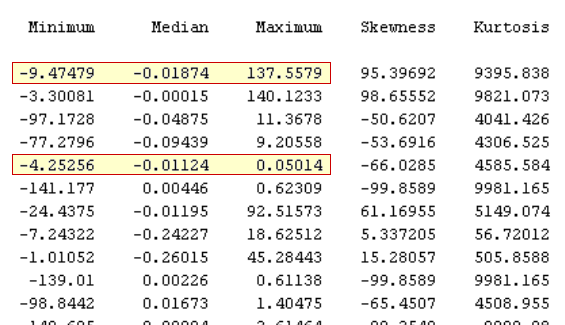 Minimum Median Maximum Skewness Kurtosis
-9.47479 -0.01874 137.5579 95.39692 9395.838
-3.30081 -0.00015 140.1233 98.65552 9821.073
-97.1728 -0.04875 11.3678 -50.6207 4041.426
-77.2796 -0.09439 9.20558 -53.6916 4306.525
-4.25256 -0.01124 0.05014 -66.0285 4585.584
-141.177 0.00446 0.62309 -99.8589 9981.165
-24.4375 -0.01195 92.51573 61.16955 5149.074
-7.24322 -0.24227 18.62512 5.337205 56.72012
-1.01052 -0.26015 45.28443 15.28057 505.8588
-139.01 0.00226 0.61138 -99.8589 9981.165
-98.8442 0.01673 1.40475 -65.4507 4508.955